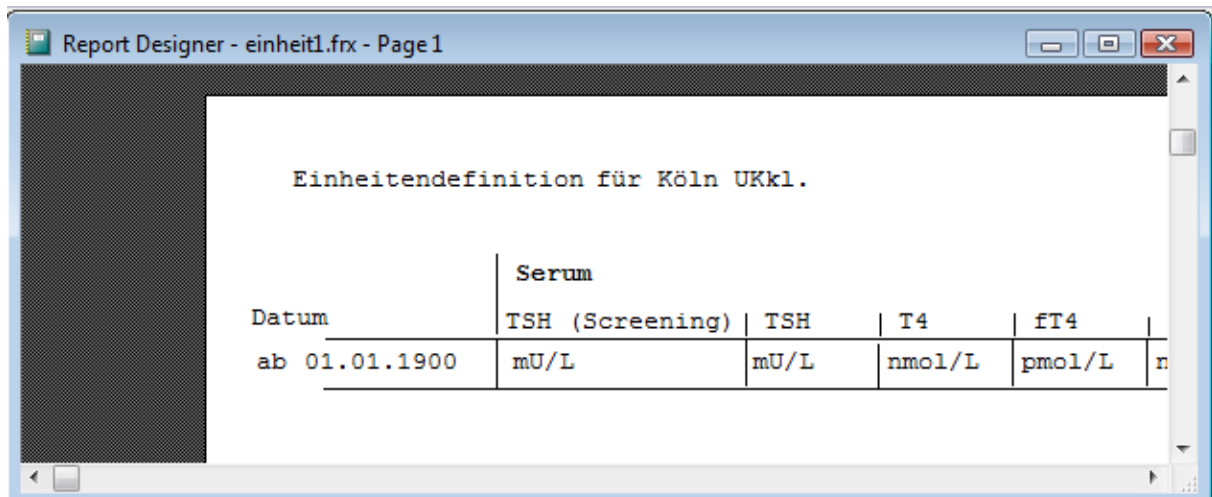 Report Designer - einheit1.frx - Page 1
Einheitendefinition für Köln UKkl.
Serum
Datum TSH (Screening) TSH T4 fT4
ab 01.01.1900 mU/L mU/L nmol/L pmol/L